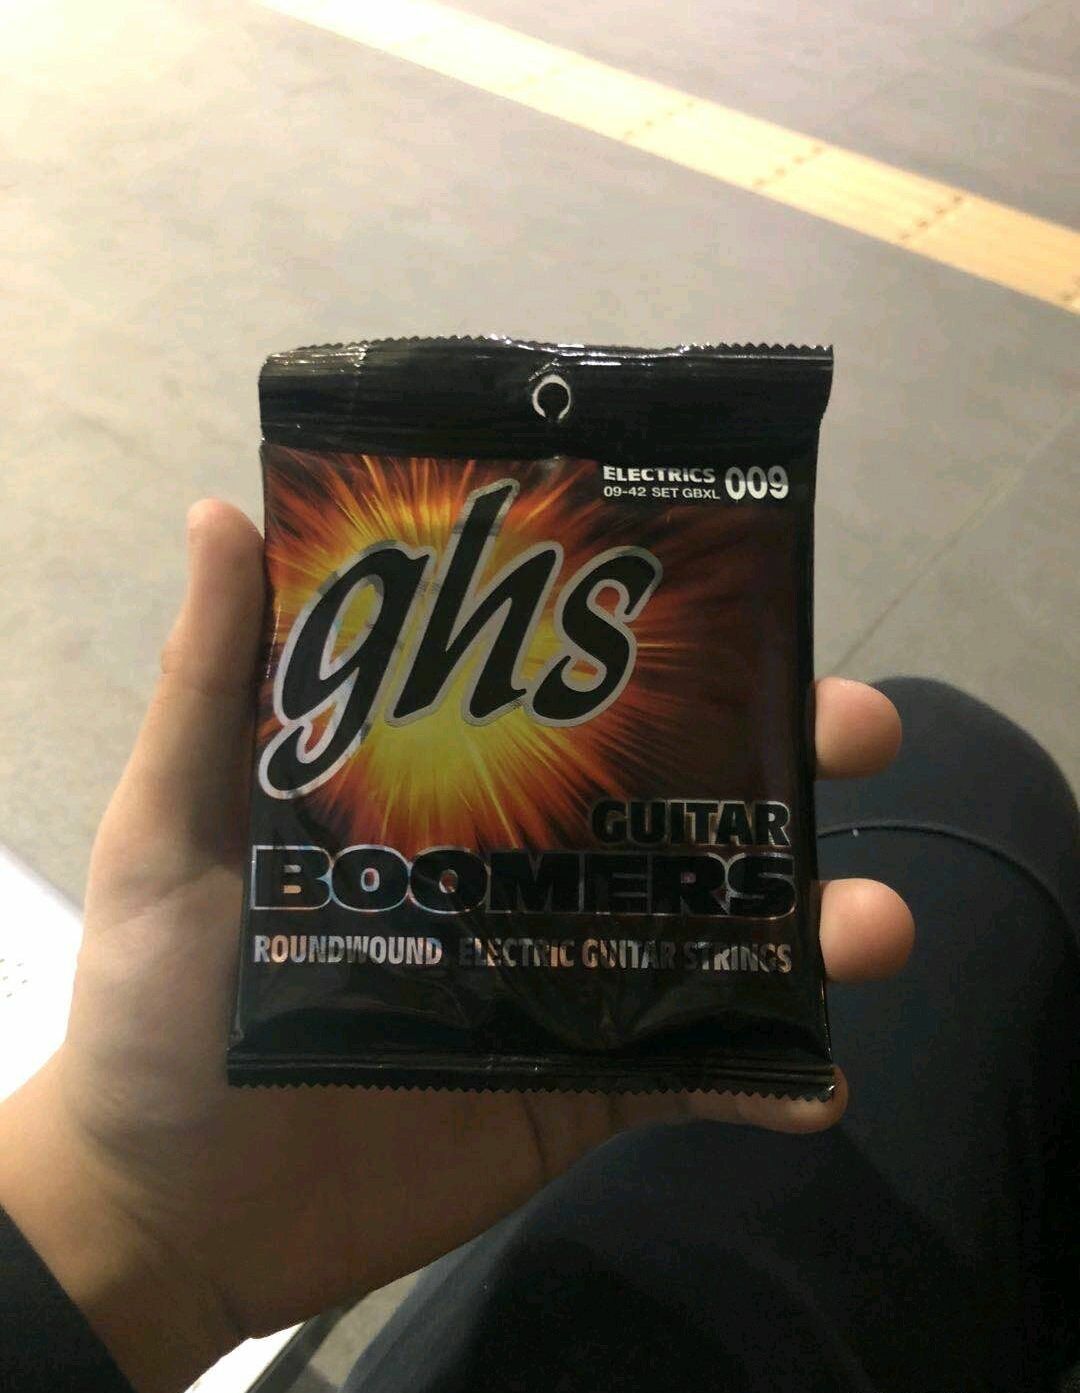 ELECTRICS 009
09-42 SET GBXL
ghs
GUITAR
BOOMERS
ROUNDWOUND ELECTRIC GUITAR STRINGS